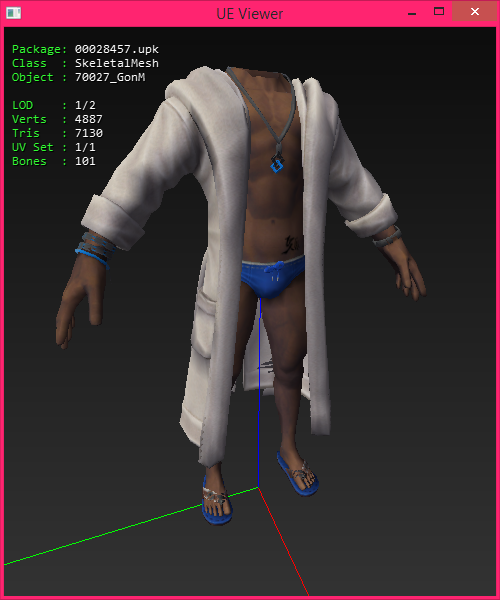 UE Viewer
Package: 00028457.upk
Class : SkeletalMesh
Object : 70027_GonM
LOD : 1/2
Verts : 4887
Tris : 7130
UV Set : 1/1
Bones : 101